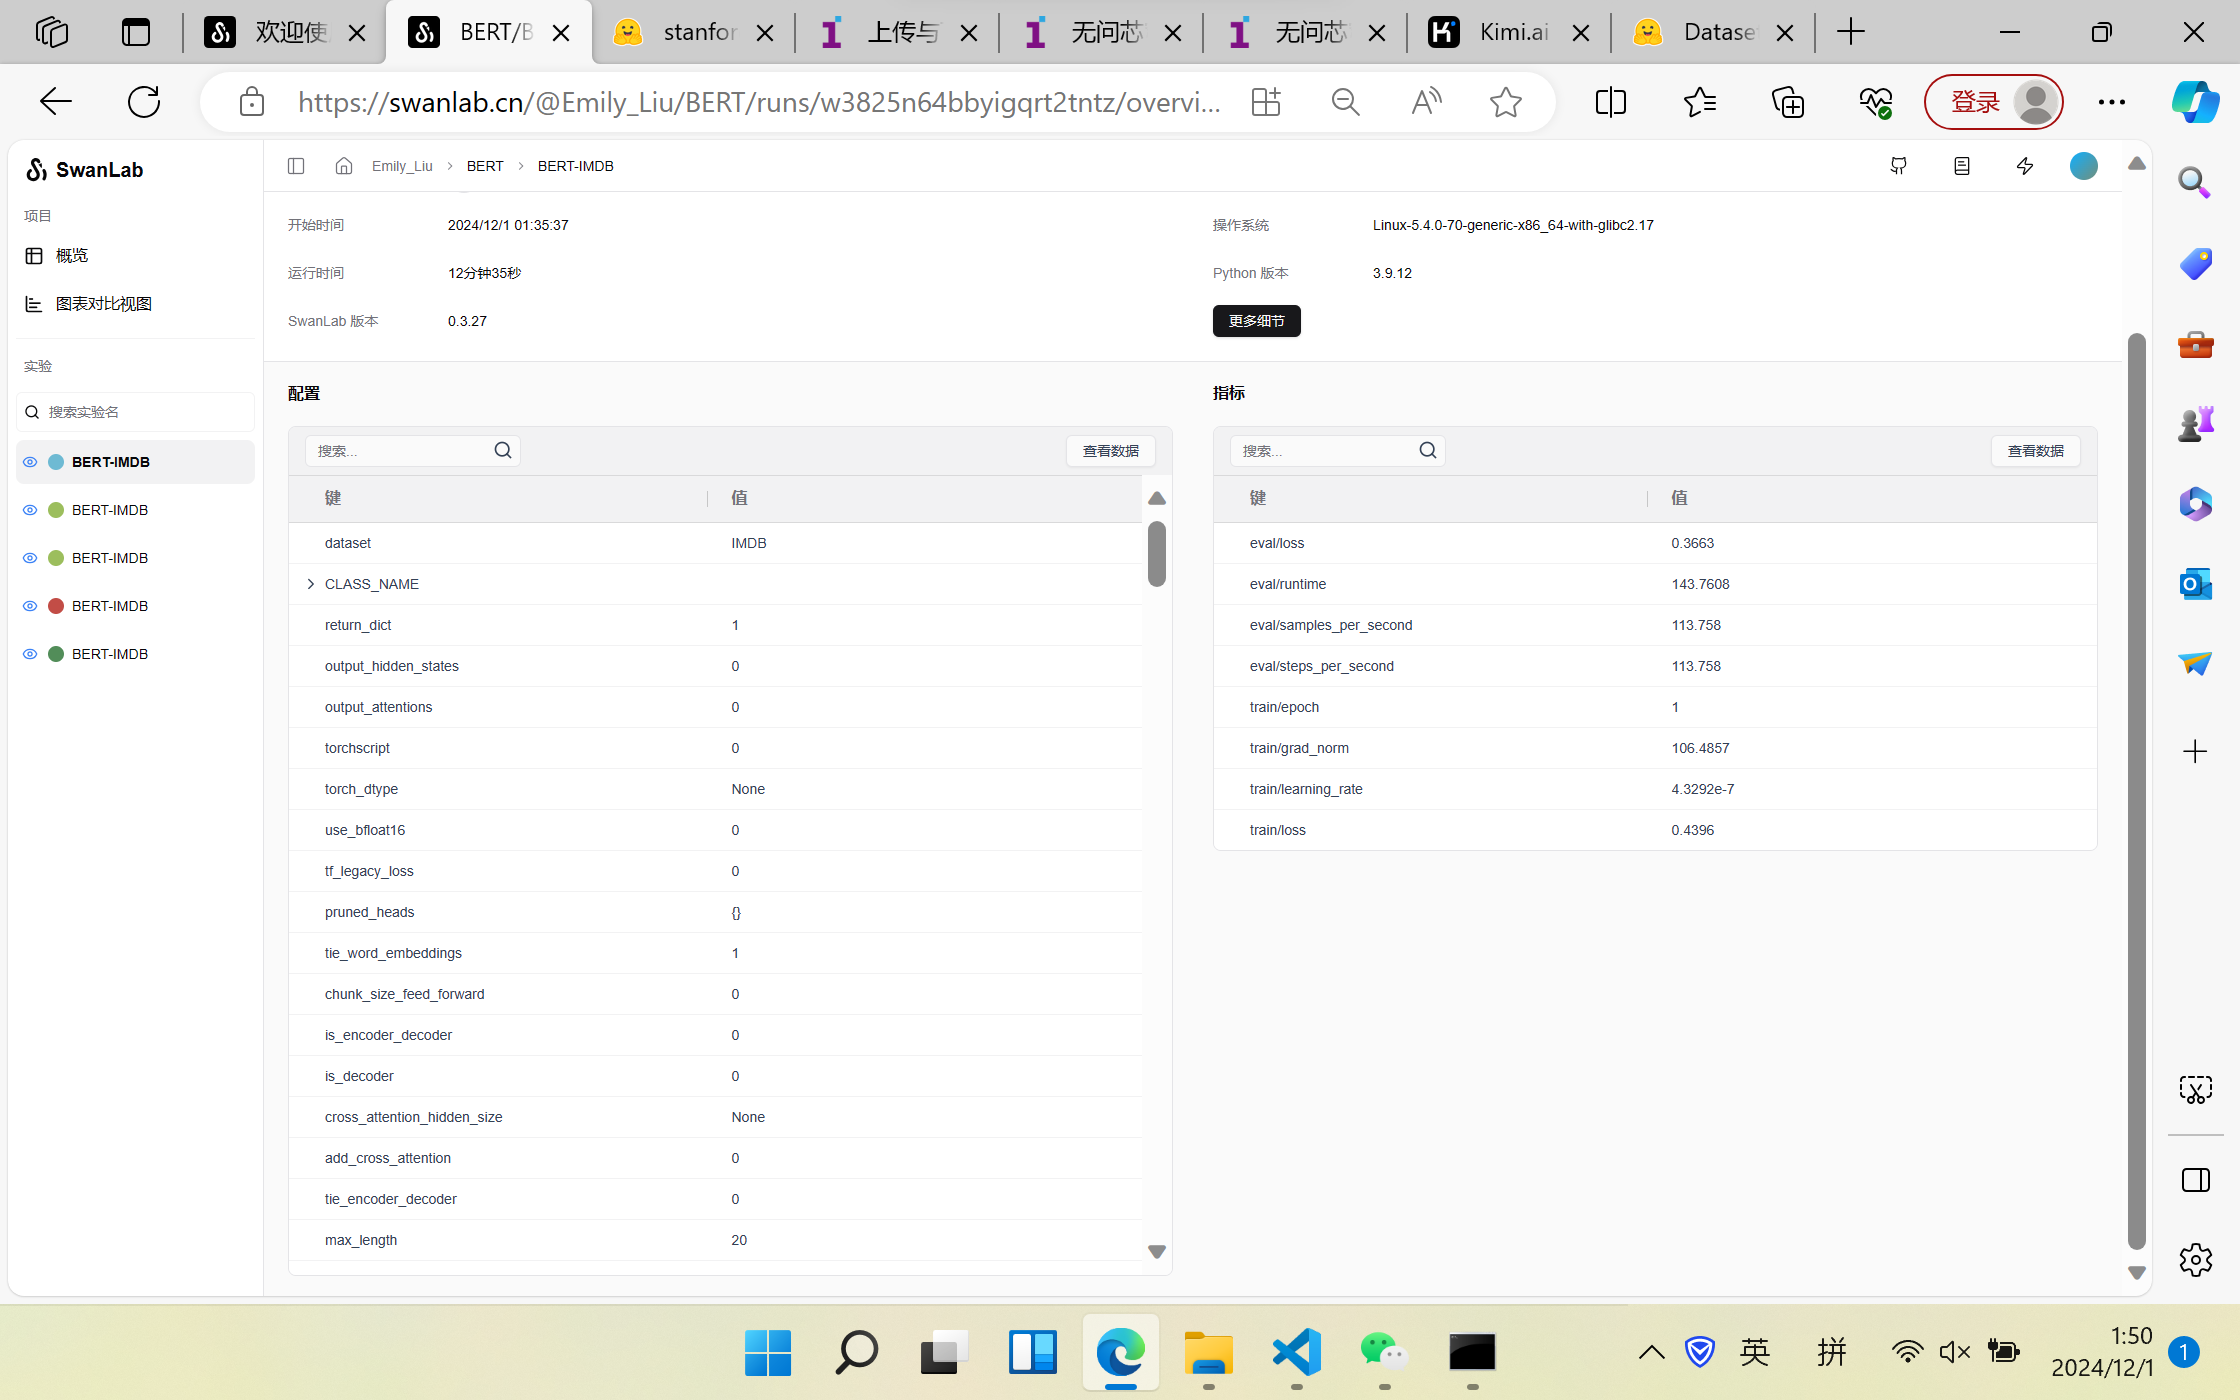 欢迎使
BERT/B
stanfor
上传与
无问芯
无问芯
Kimi.ai
Datase
https://swanlab.cn/@Emily_Liu/BERT/runs/w3825n64bbyigqrt2tntz/overvi...
登录
SwanLab
Emily_Liu > BERT > BERT-IMDB
项目
概览
图表对比视图
实验
搜索实验名
BERT-IMDB
BERT-IMDB
BERT-IMDB
BERT-IMDB
BERT-IMDB
开始时间 2024/12/1 01:35:37
操作系统 Linux-5.4.0-70-generic-x86_64-with-glibc2.17
运行时间 12分钟35秒
Python 版本 3.9.12
SwanLab 版本 0.3.27
更多细节
配置
搜索...
查看数据
键 值
dataset IMDB
CLASS_NAME
return_dict 1
output_hidden_states 0
output_attentions 0
torchscript 0
torch_dtype None
use_bfloat16 0
tf_legacy_loss 0
pruned_heads {}
tie_word_embeddings 1
chunk_size_feed_forward 0
is_encoder_decoder 0
is_decoder 0
cross_attention_hidden_size None
add_cross_attention 0
tie_encoder_decoder 0
max_length 20
指标
搜索...
查看数据
键 值
eval/loss 0.3663
eval/runtime 143.7608
eval/samples_per_second 113.758
eval/steps_per_second 113.758
train/epoch 1
train/grad_norm 106.4857
train/learning_rate 4.3292e-7
train/loss 0.4396
英
拼
1:50
2024/12/1
1